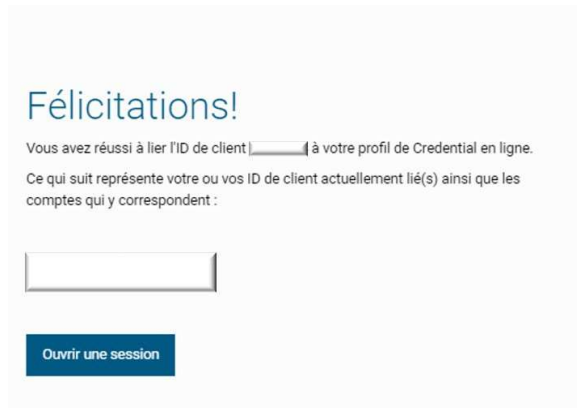 Félicitations!
Vous avez réussi à lier l'ID de client à votre profil de Credential en ligne.
Ce qui suit représente votre ou vos ID de client actuellement lié(s) ainsi que les
comptes qui y correspondent :
Ouvrir une session